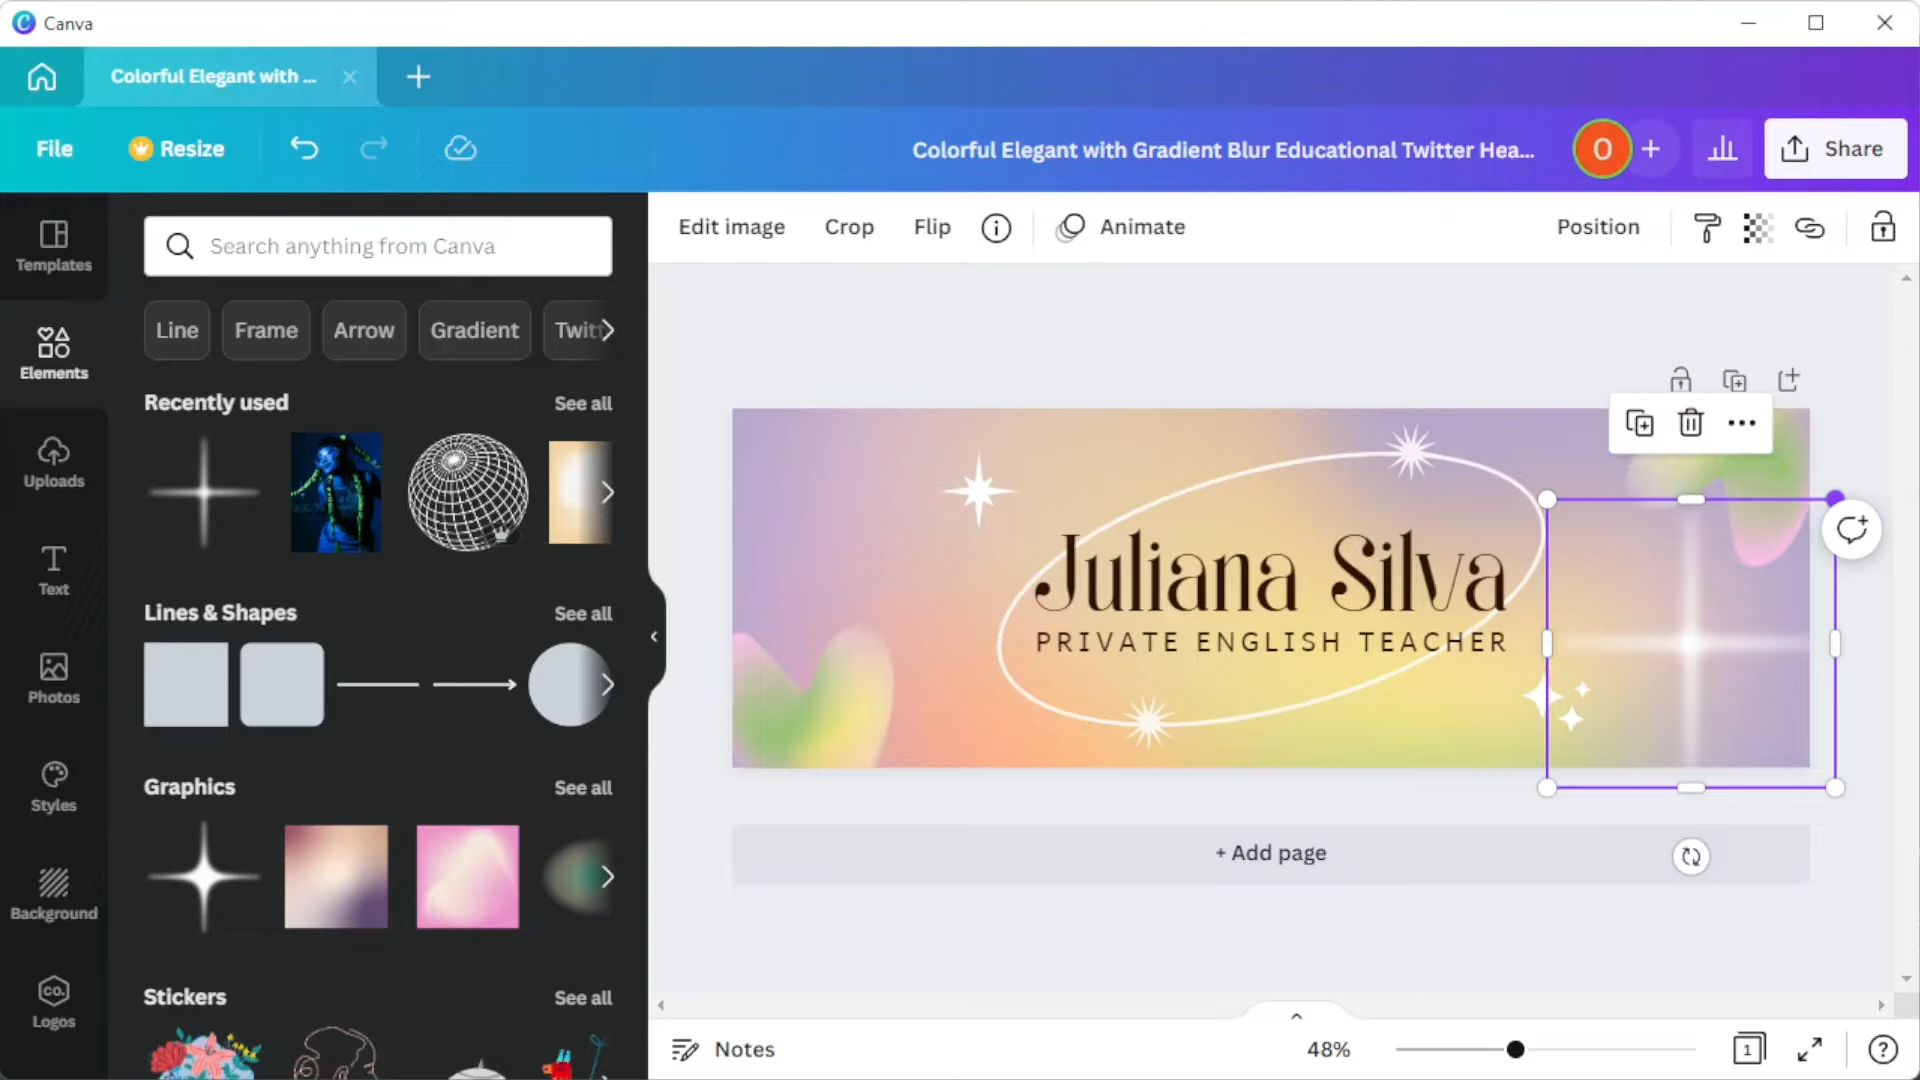 Canva
Colorful Elegant with ...
File
Resize
Colorful Elegant with Gradient Blur Educational Twitter Hea...
O
Share
Templates
Elements
Uploads
Text
Photos
Styles
Background
CO.
Logos
Search anything from Canva
Line
Frame
Arrow
Gradient
Twitt
Recently used
See all
Lines & Shapes
See all
Graphics
See all
Stickers
See all
Edit image
Crop
Flip
Animate
Position
Juliana Silva
PRIVATE ENGLISH TEACHER
+ Add page
Notes
48%
1